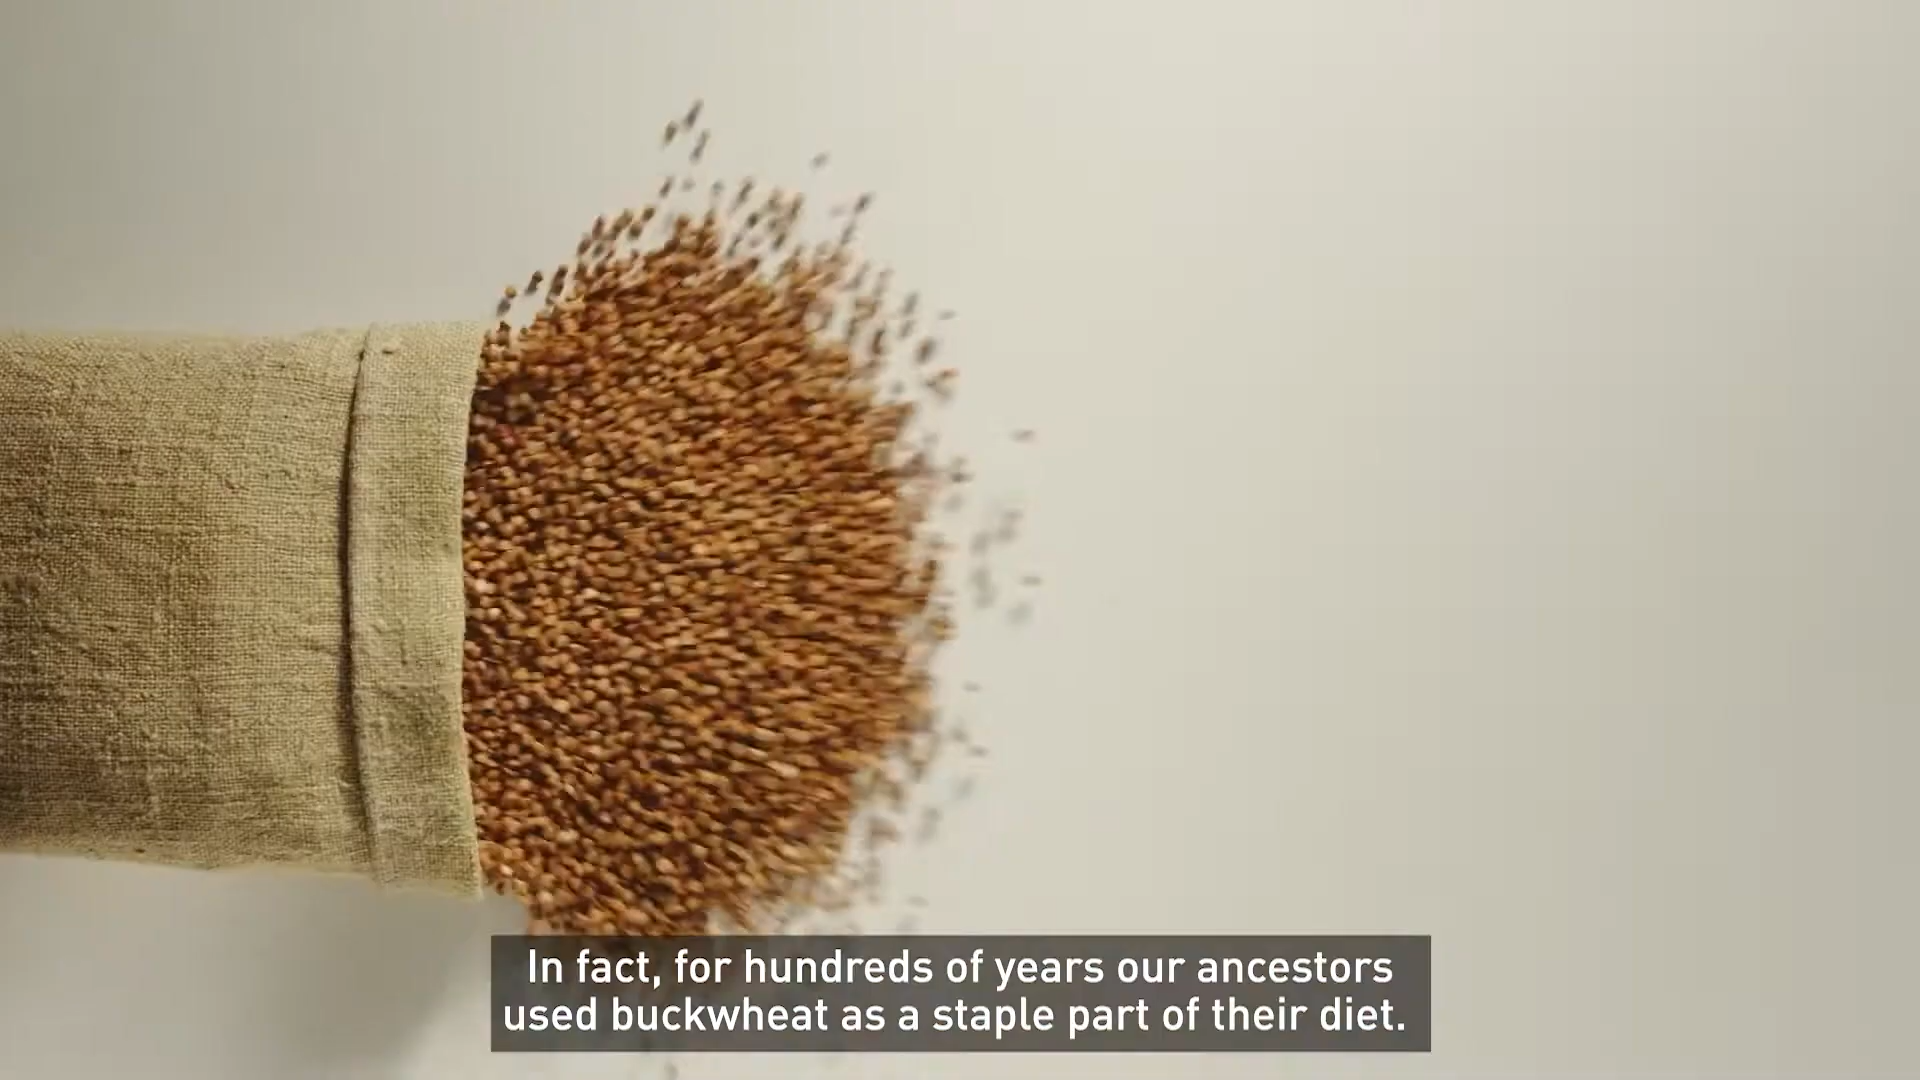 In fact, for hundreds of years our ancestors
used buckwheat as a staple part of their diet.